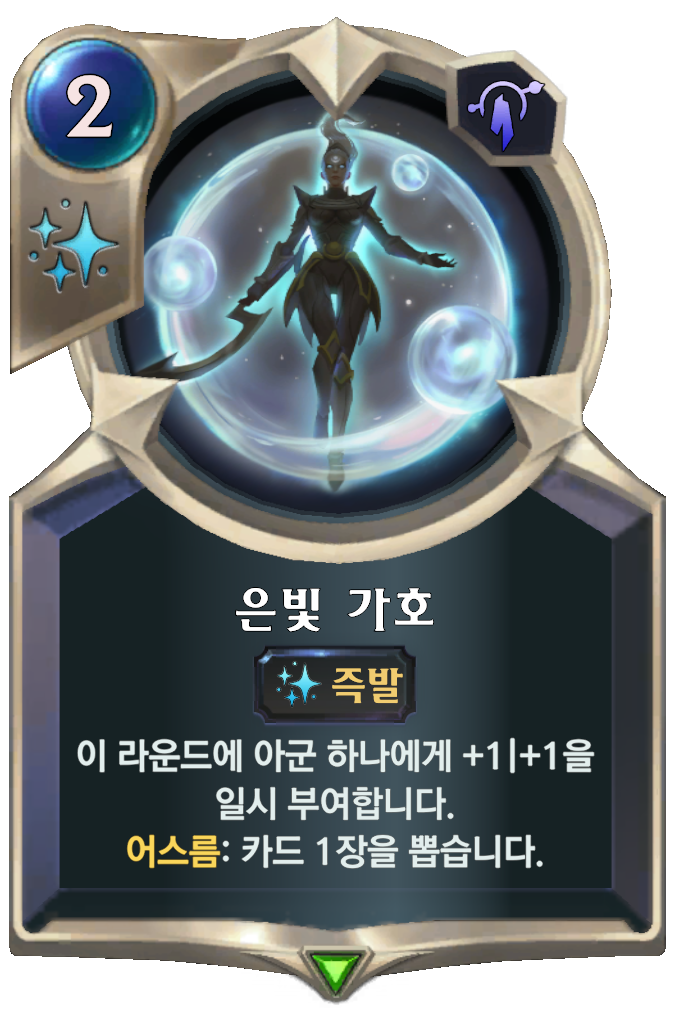 2
은빛 가호
즉발
이 라운드에 아군 하나에게 +1|+1을
일시 부여합니다.
어스름: 카드 1장을 뽑습니다.